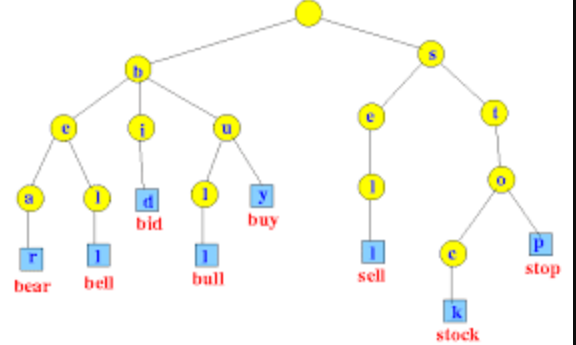 b s
e i u e t
a l d l y l o
bid buy
r l l l c p
bear bell bull sell stop
k
stock